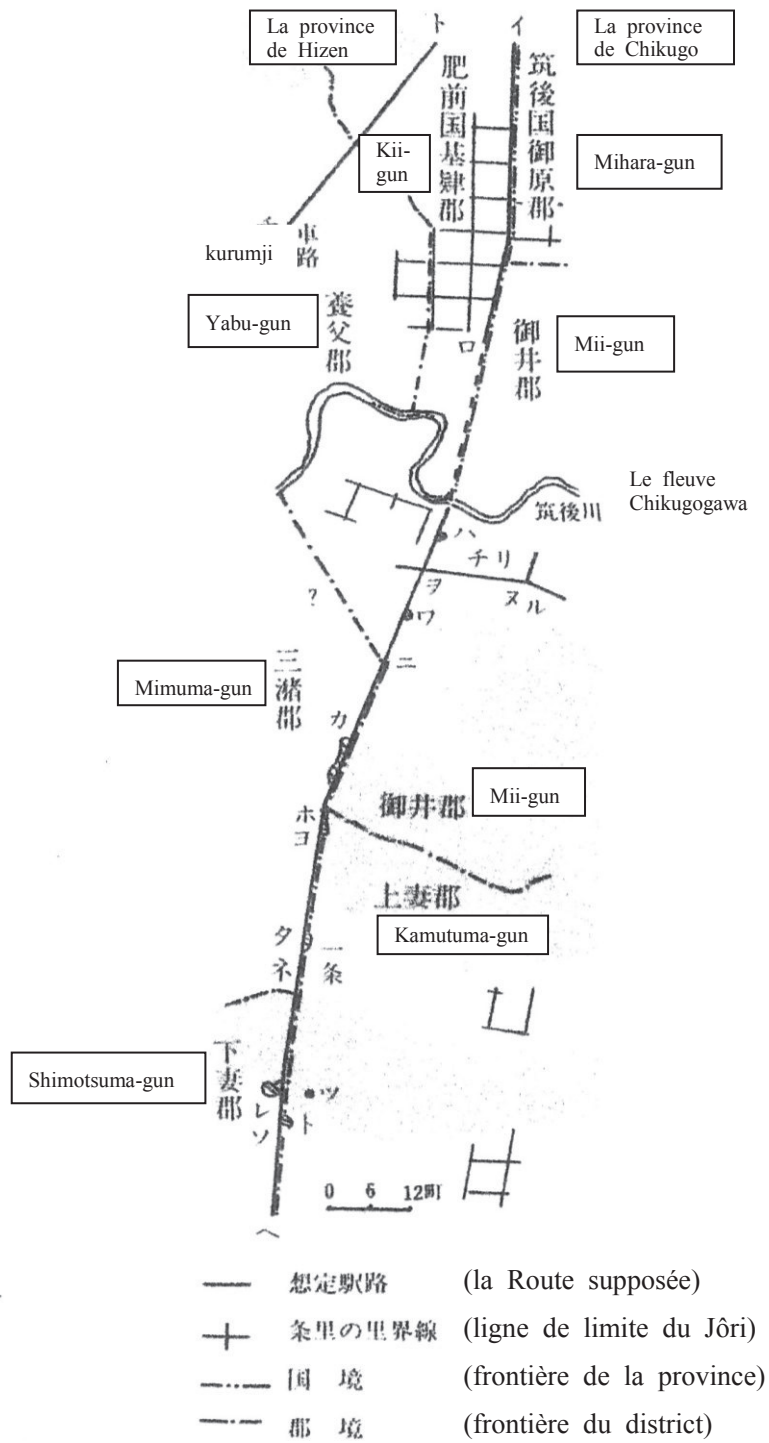 La province
de Hizen
ト
イ
La province
de Chikugo
肥前国基肄郡
筑後国御原郡
Kii-
gun
Mihara-gun
チ
車路
kurumji
養父郡
Yabu-gun
ロ
御井郡
Mii-gun
Le fleuve
Chikugogawa
筑後川
ハ
チリ
ヲ
ヌル
ワ
?
ニ
三瀦郡
Mimuma-gun
カ
御井郡
Mii-gun
ホ
ヨ
上妻郡
Kamutuma-gun
タ
ネ
一条
下妻郡
Shimotsuma-gun
ツ
レ
ソ
ト
0 6 12町
ヘ
想定駅路 (la Route supposée)
条里の里界線 (ligne de limite du Jôri)
国境 (frontière de la province)
郡境 (frontière du district)